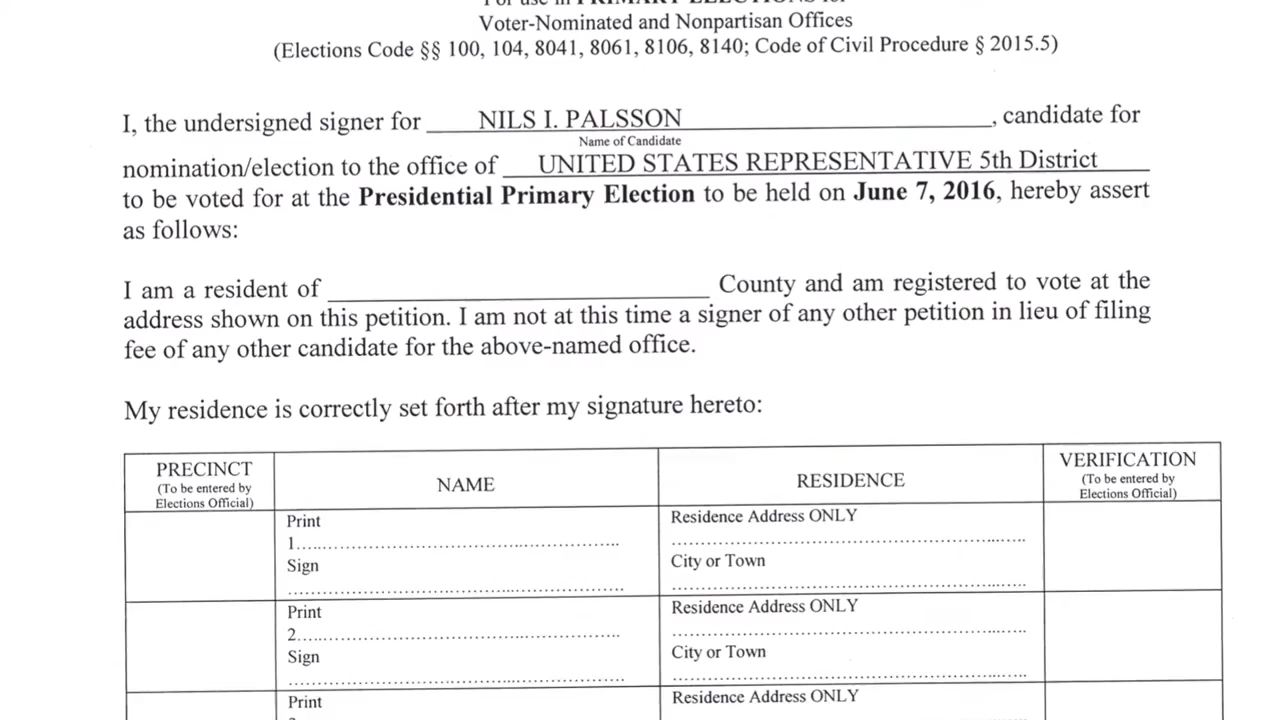 For use in PRIMARY ELECTIONS for
Voter-Nominated and Nonpartisan Offices
(Elections Code §§ 100, 104, 8041, 8061, 8106, 8140; Code of Civil Procedure § 2015.5)
I, the undersigned signer for NILS I. PALSSON, candidate for
Name of Candidate
nomination/election to the office of UNITED STATES REPRESENTATIVE 5th District
to be voted for at the Presidential Primary Election to be held on June 7, 2016, hereby assert
as follows:
I am a resident of ____________ County and am registered to vote at the
address shown on this petition. I am not at this time a signer of any other petition in lieu of filing
fee of any other candidate for the above-named office.
My residence is correctly set forth after my signature hereto:
PRECINCT
(To be entered by
Elections Official)
NAME
RESIDENCE
VERIFICATION
(To be entered by
Elections Official)
Print
1
Sign
Residence Address ONLY
City or Town
Print
2
Sign
Residence Address ONLY
City or Town
Print
Residence Address ONLY